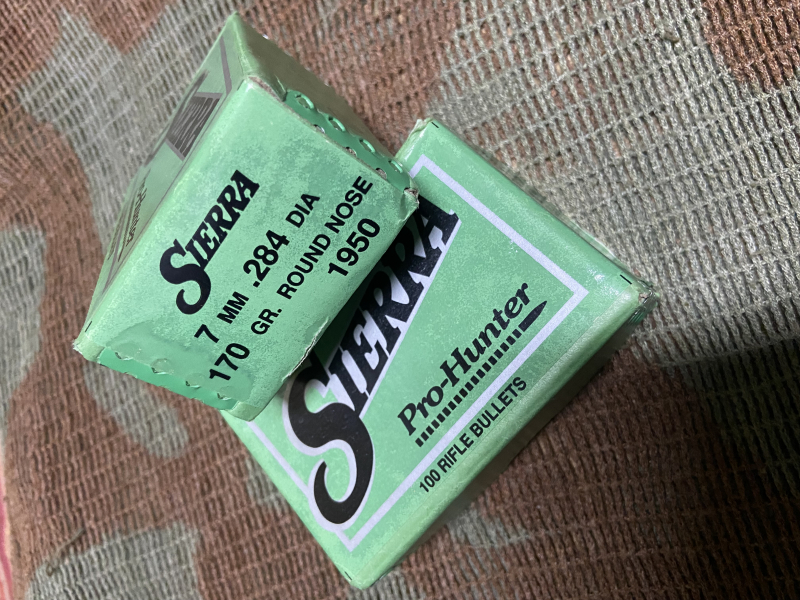 SIERRA
7 MM .284 DIA
170 GR. ROUND NOSE
1950
SIERRA
Pro-Hunter
100 RIFLE BULLETS